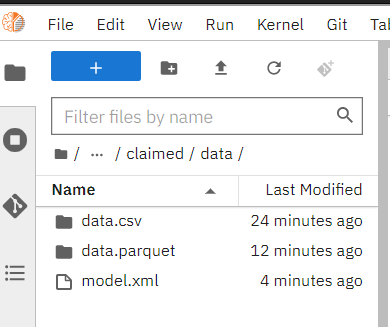 File Edit View Run Kernel Git
+
Filter files by name
/ ··· / claimed / data /
Name Last Modified
data.csv 24 minutes ago
data.parquet 12 minutes ago
model.xml 4 minutes ago